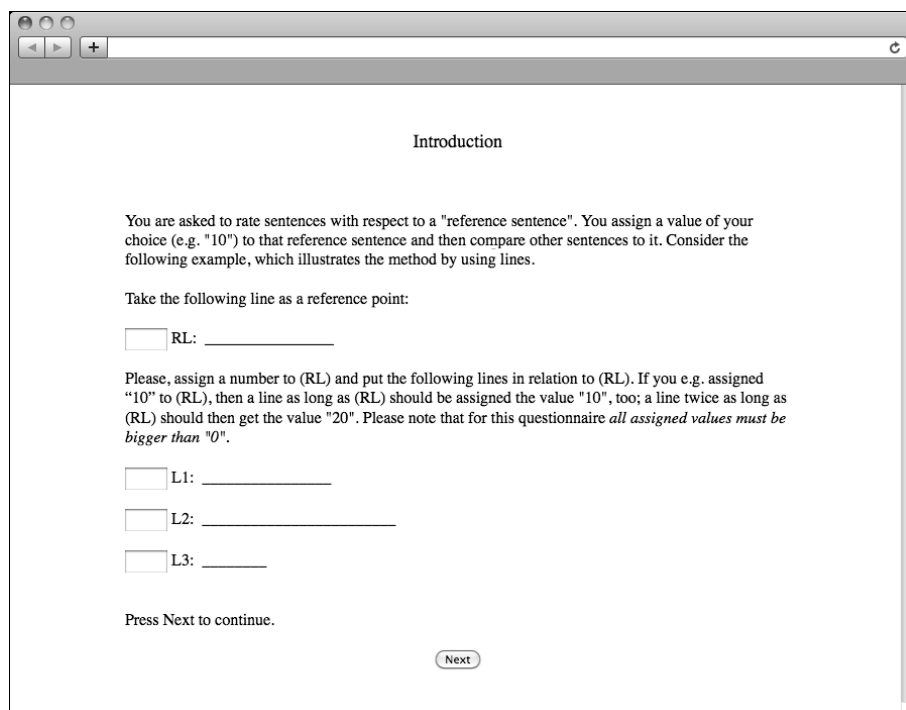 Introduction
You are asked to rate sentences with respect to a "reference sentence". You assign a value of your
choice (e.g. "10") to that reference sentence and then compare other sentences to it. Consider the
following example, which illustrates the method by using lines.
Take the following line as a reference point:
RL: ________________
Please, assign a number to (RL) and put the following lines in relation to (RL). If you e.g. assigned
“10” to (RL), then a line as long as (RL) should be assigned the value "10", too; a line twice as long as
(RL) should then get the value "20". Please note that for this questionnaire all assigned values must be
bigger than "0".
L1: ________________
L2: ________________________
L3: ________
Press Next to continue.
Next